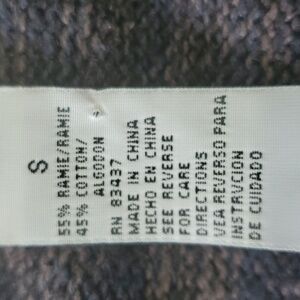 S
55% RAMIE/RAMIE
45% COTTON/
ALGODON
RN 83437
MADE IN CHINA
HECHO EN CHINA
SEE REVERSE
FOR CARE
DIRECTIONS
VEA REVERSO PARA
INSTRVCION
DE CUIDADO